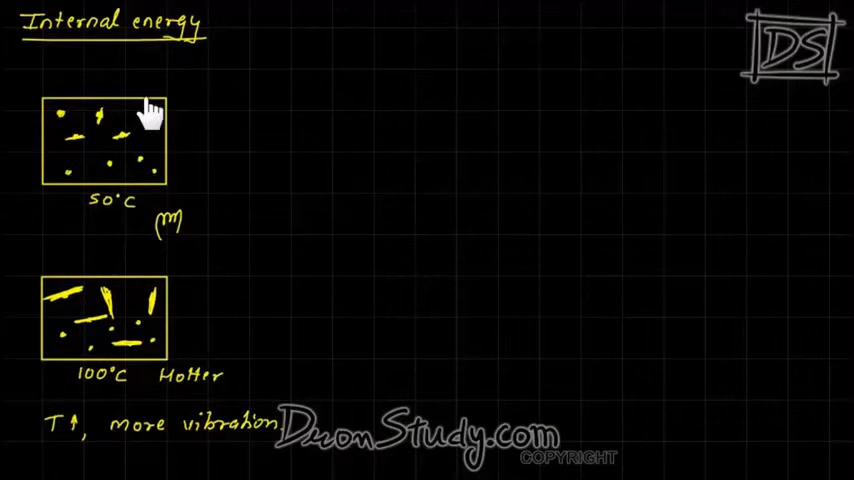 Internal energy
DS
50°C
(m)
100°C Hotter
T↑, more vibration.
DronStudy.com
COPYRIGHT